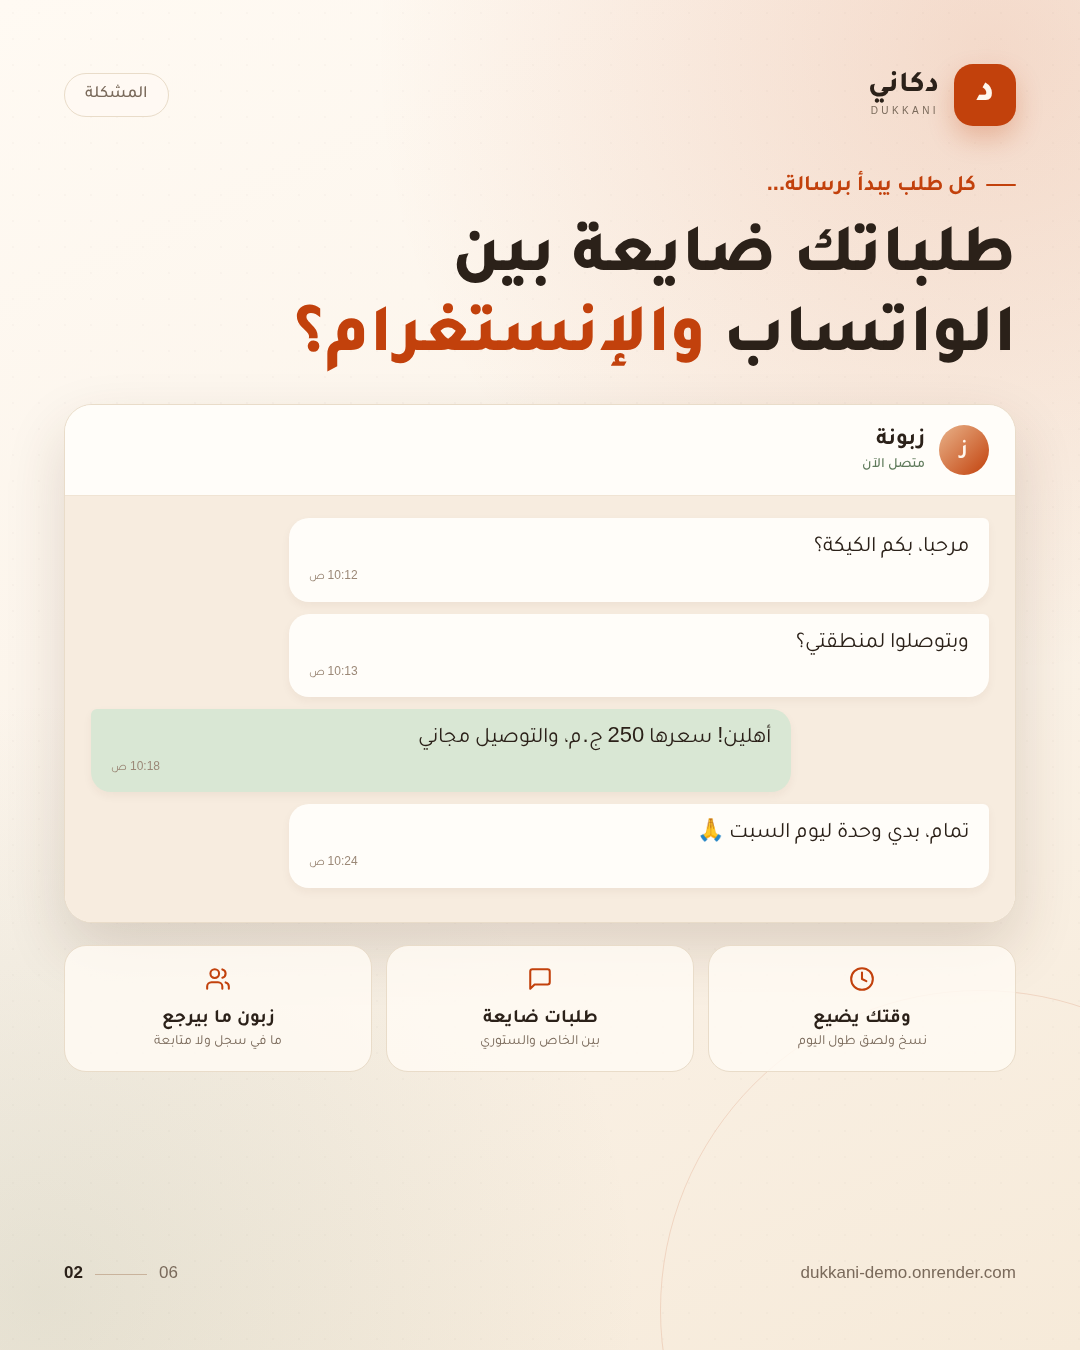 د
دكاني
DUKKANI
المشكلة
كل طلب يبدأ برسالة...
طلباتك ضايعة بين
الواتساب والإنستغرام؟
ز
زبونة
متصل الآن
مرحبا، بكم الكيكة؟
10:12 ص
وبتوصلوا لمنطقتي؟
10:13 ص
أهلين! سعرها 250 ج.م، والتوصيل مجاني
10:18 ص
تمام، بدي وحدة ليوم السبت 🙏
10:24 ص
وقتك يضيع
نسخ ولصق طول اليوم
طلبات ضايعة
بين الخاص والستوري
زبون ما بيرجع
ما في سجل ولا متابعة
dukkani-demo.onrender.com
02 06